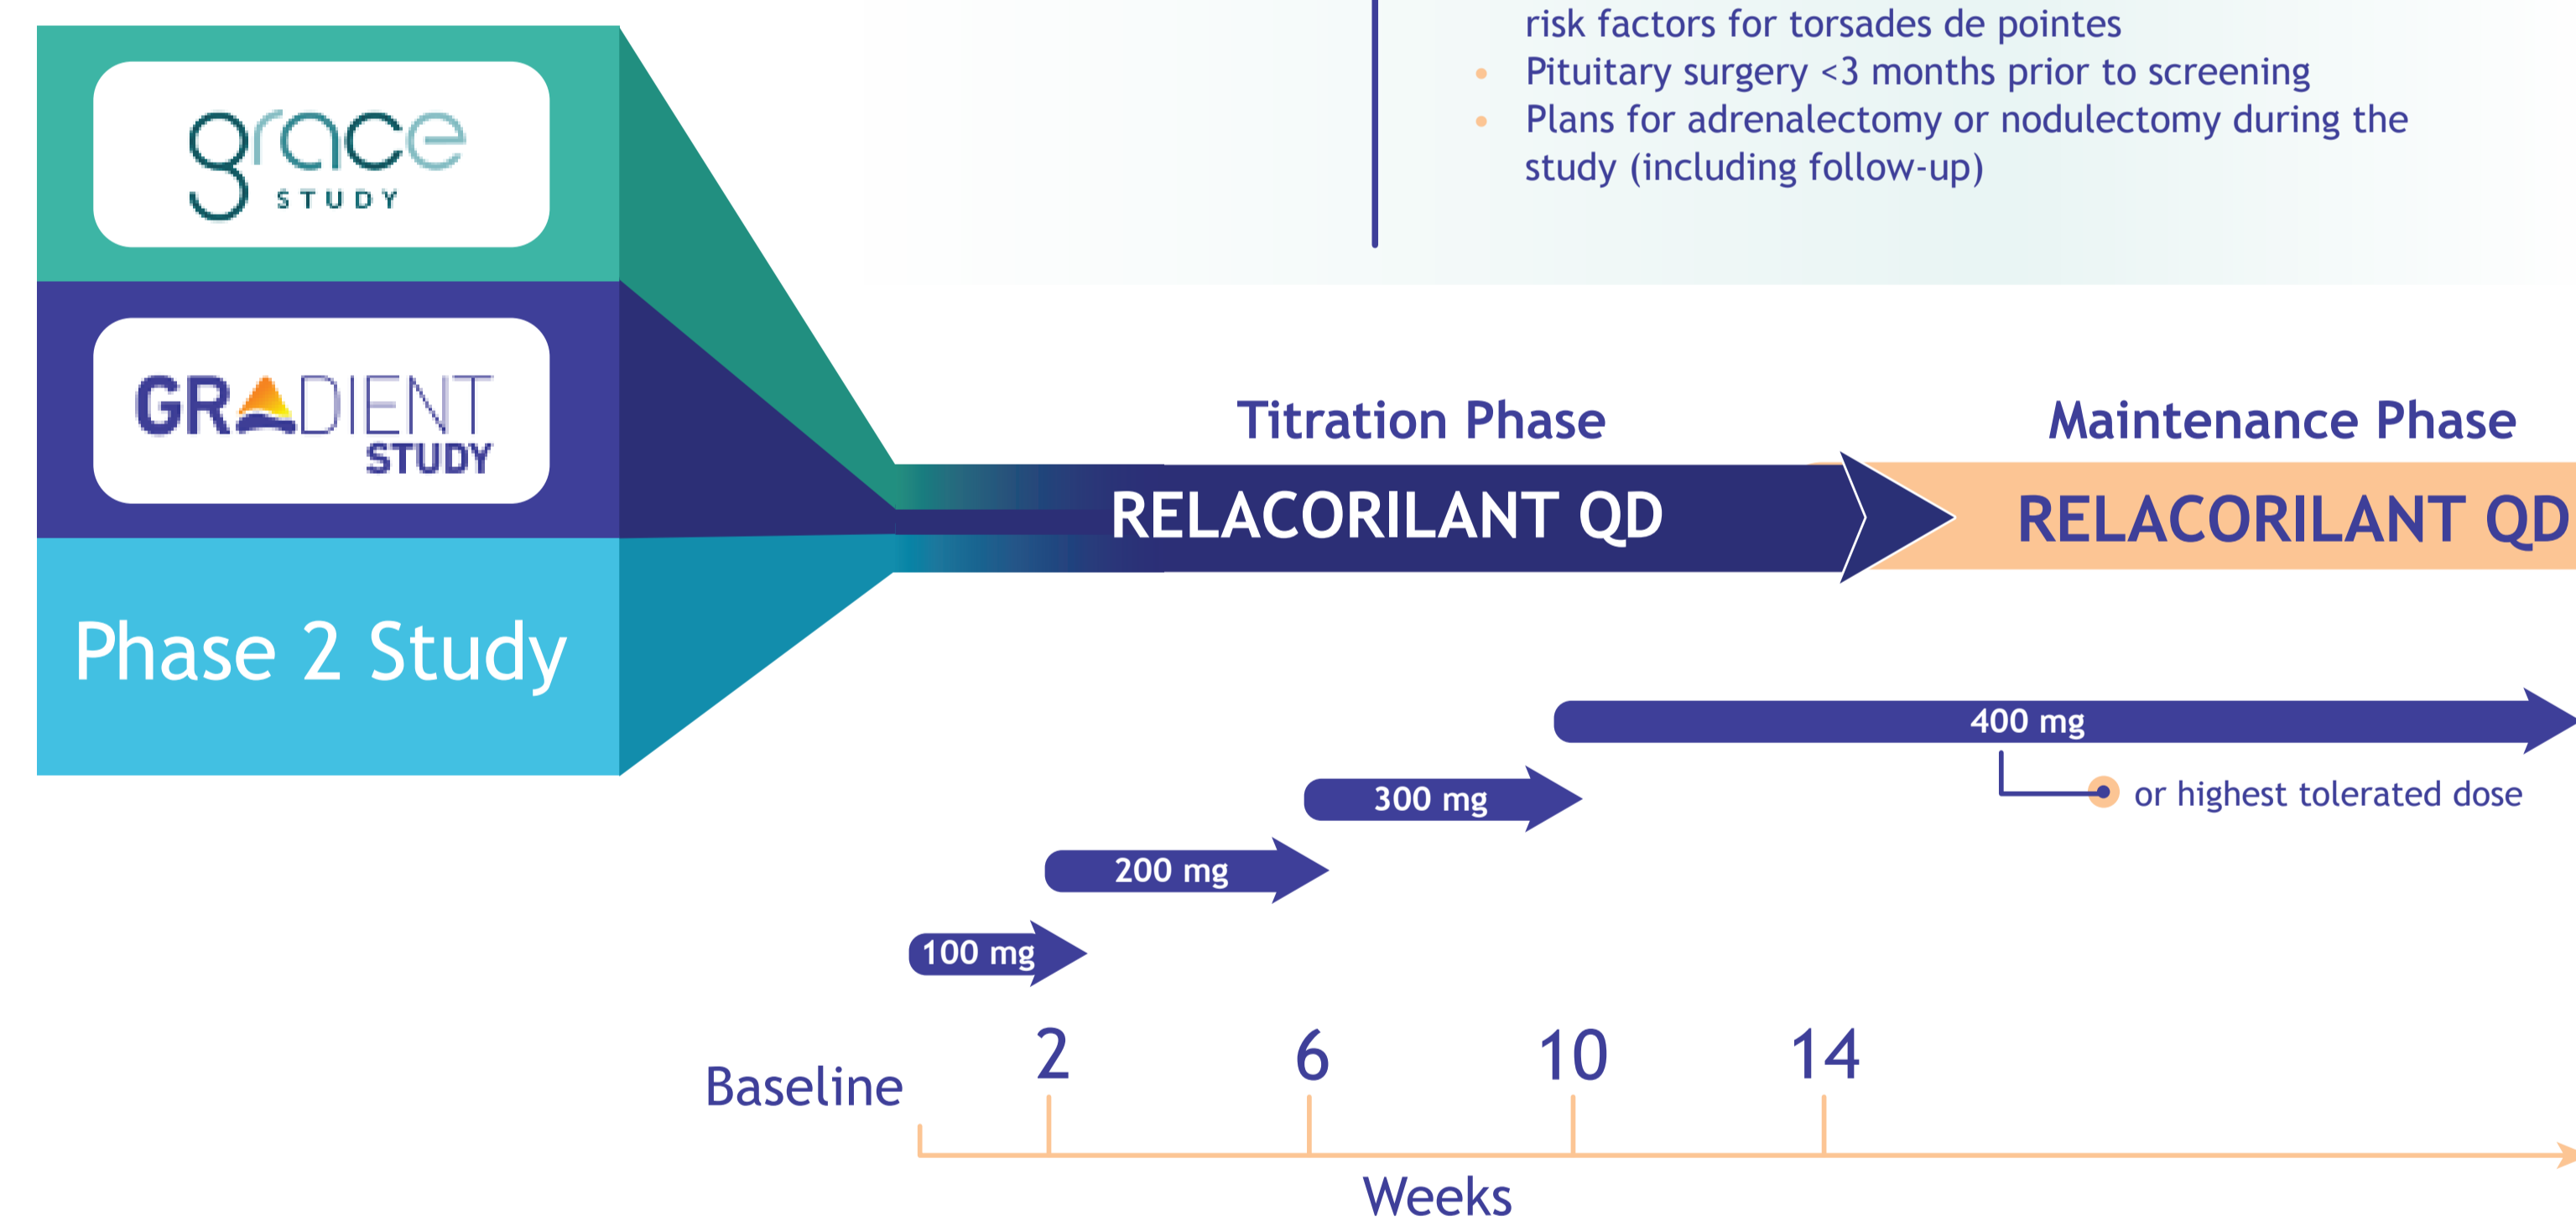 risk factors for torsades de pointes
• Pituitary surgery <3 months prior to screening
• Plans for adrenalectomy or nodulectomy during the
study (including follow-up)
grace
STUDY
GRADIENT
STUDY
Phase 2 Study
Titration Phase
Maintenance Phase
RELACORILANT QD
RELACORILANT QD
400 mg
or highest tolerated dose
300 mg
200 mg
100 mg
Baseline
2 6 10 14
Weeks